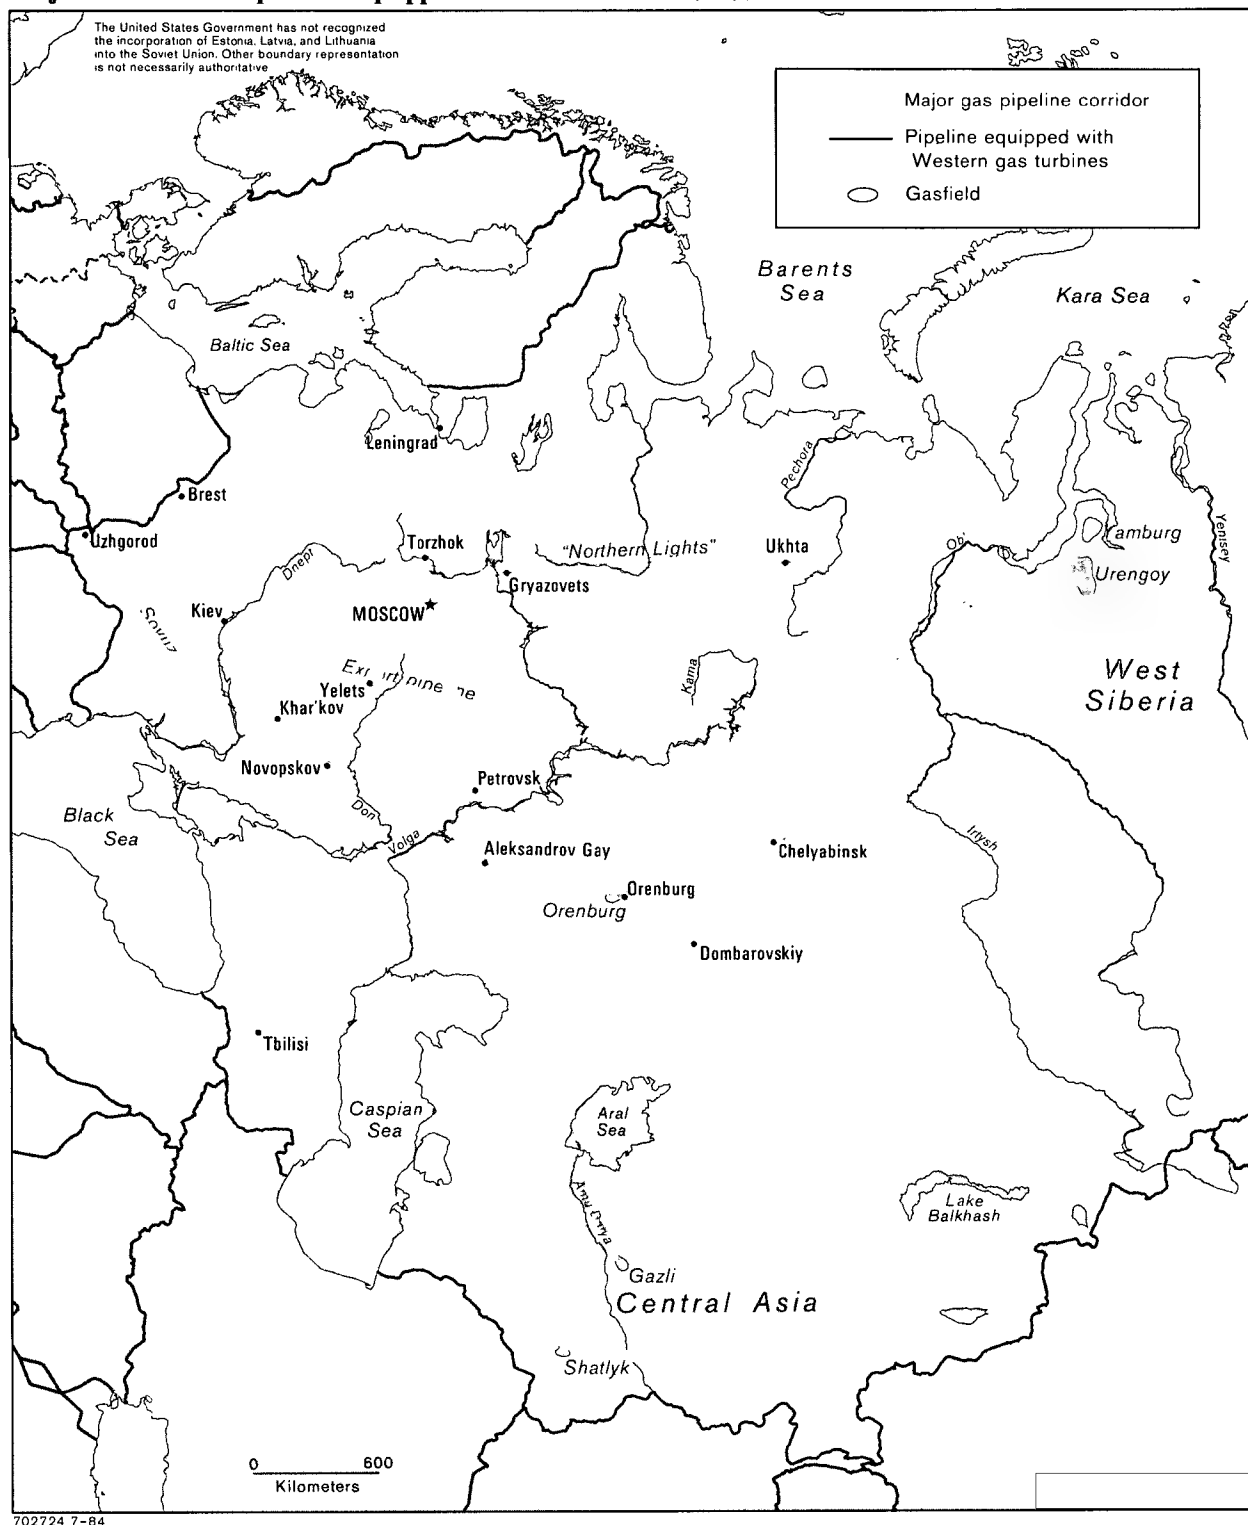 The United States Government has not recognized
the incorporation of Estonia, Latvia, and Lithuania
into the Soviet Union. Other boundary representation
is not necessarily authoritative
Major gas pipeline corridor
Pipeline equipped with
Western gas turbines
Gasfield
Barents
Sea
Kara Sea
Baltic Sea
Leningrad
Pechora
Brest
Uzhgorod
Dnepr
Torzhok
"Northern Lights"
Ukhta
Ob'
Yamburg
Yenisey
Urengoy
Gryazovets
Kiev
MOSCOW
West
Siberia
Kama
Yelets
Khar'kov
Novopskov
Petrovsk
Don
Volga
Black
Sea
Aleksandrov Gay
Chelyabinsk
Irtysh
Orenburg
Orenburg
Dombarovskiy
Tbilisi
Caspian
Sea
Aral
Sea
Amu Darya
Lake
Balkhash
Gazli
Central Asia
Shatlyk
0 600
Kilometers
702724 7-84